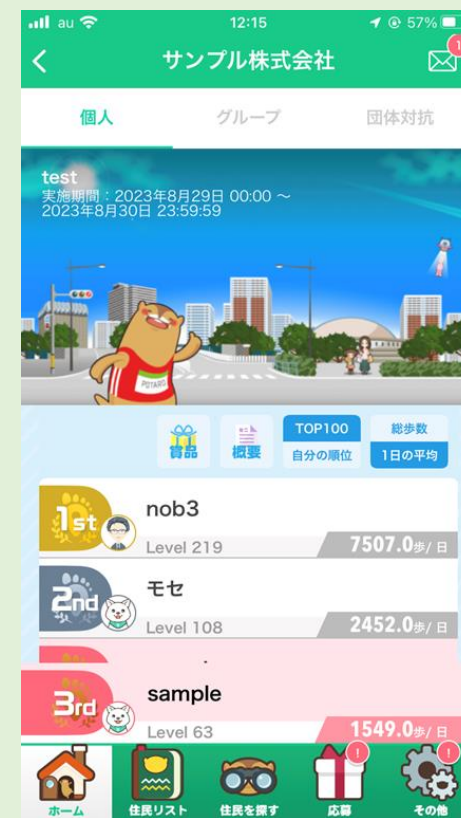 au 12:15 57%
サンプル株式会社
1
個人 グループ 団体対抗
test
実施期間：2023年8月29日 00:00 ～
2023年8月30日 23:59:59
POTARO
賞品 概要 TOP100 自分の順位 総歩数 1日の平均
1st nob3
Level 219 7507.0歩/日
2nd モセ
Level 108 2452.0歩/日
3rd sample
Level 63 1549.0歩/日
! !
ホーム 住民リスト 住民を探す 応募 その他